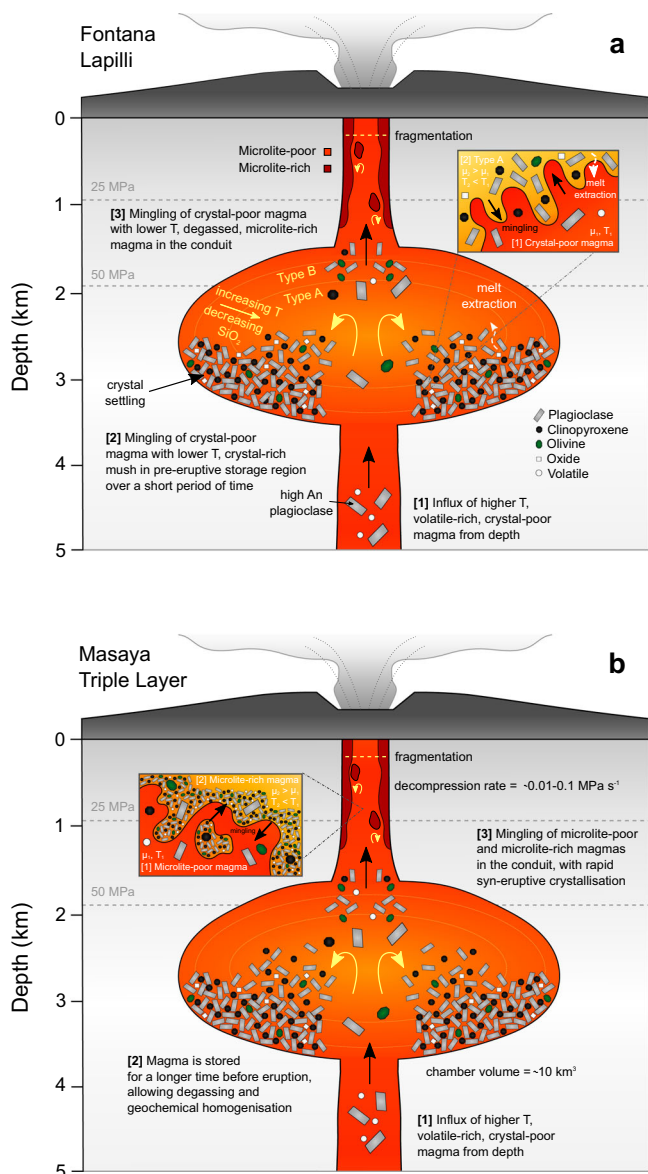 Fontana
Lapilli
a
0
fragmentation
Microlite-poor
Microlite-rich
25 MPa
1
[3] Mingling of crystal-poor magma
with lower T, degassed, microlite-rich
magma in the conduit
[2] Type A
μ₂ > μ₁
T₂ < T₁
melt
extraction
mingling
[1] Crystal-poor magma
μ₁, T₁
50 MPa
2
Type B
Type A
increasing T
decreasing
SiO₂
melt
extraction
Depth (km)
3
crystal
settling
Plagioclase
Clinopyroxene
Olivine
Oxide
Volatile
[2] Mingling of crystal-poor
magma with lower T, crystal-rich
mush in pre-eruptive storage region
over a short period of time
4
high An
plagioclase
[1] Influx of higher T,
volatile-rich, crystal-poor
magma from depth
5
Masaya
Triple Layer
b
0
fragmentation
decompression rate = ~0.01-0.1 MPa s⁻¹
[2] Microlite-rich magma
μ₂ > μ₁
T₂ < T₁
mingling
μ₁, T₁
[1] Microlite-poor magma
25 MPa
1
[3] Mingling of microlite-poor
and microlite-rich magmas
in the conduit, with rapid
syn-eruptive crystallisation
50 MPa
2
Depth (km)
3
[2] Magma is stored
for a longer time before eruption,
allowing degassing and
geochemical homogenisation
chamber volume = ~10 km³
4
[1] Influx of higher T,
volatile-rich, crystal-poor
magma from depth
5